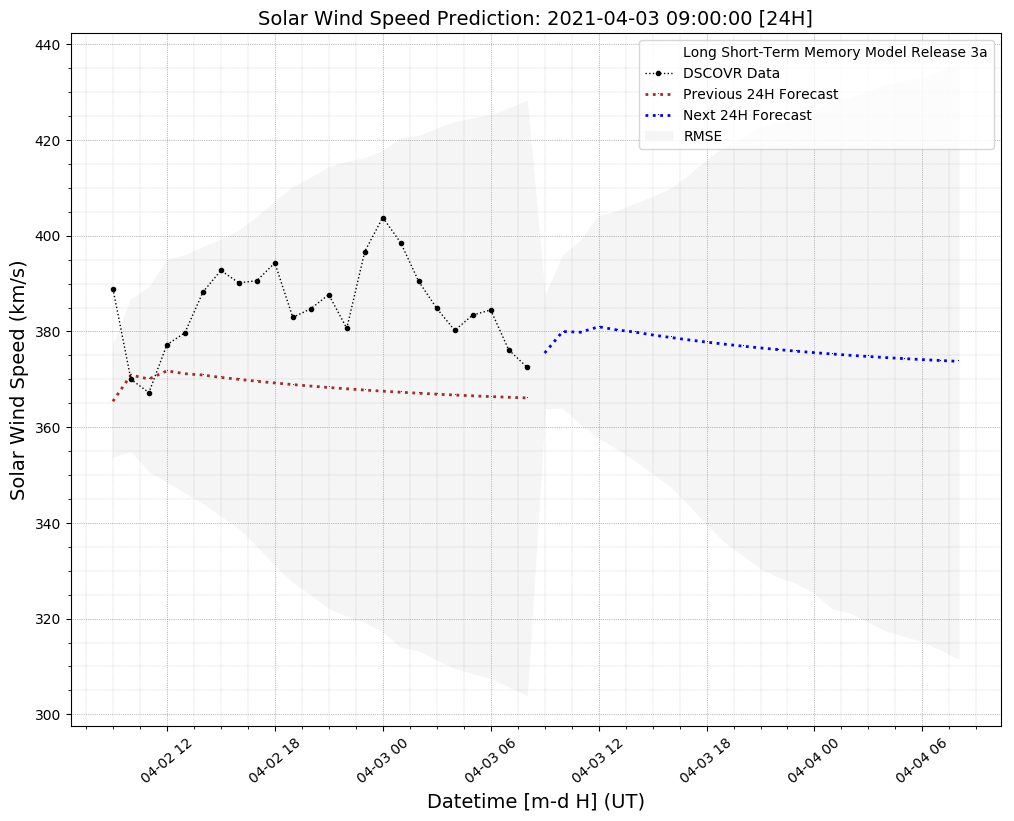 Solar Wind Speed Prediction: 2021-04-03 09:00:00 [24H]
Long Short-Term Memory Model Release 3a
DSCOVR Data
Previous 24H Forecast
Next 24H Forecast
RMSE
Solar Wind Speed (km/s)
440
420
400
380
360
340
320
300
04-02 12
04-02 18
04-03 00
04-03 06
04-03 12
04-03 18
04-04 00
04-04 06
Datetime [m-d H] (UT)